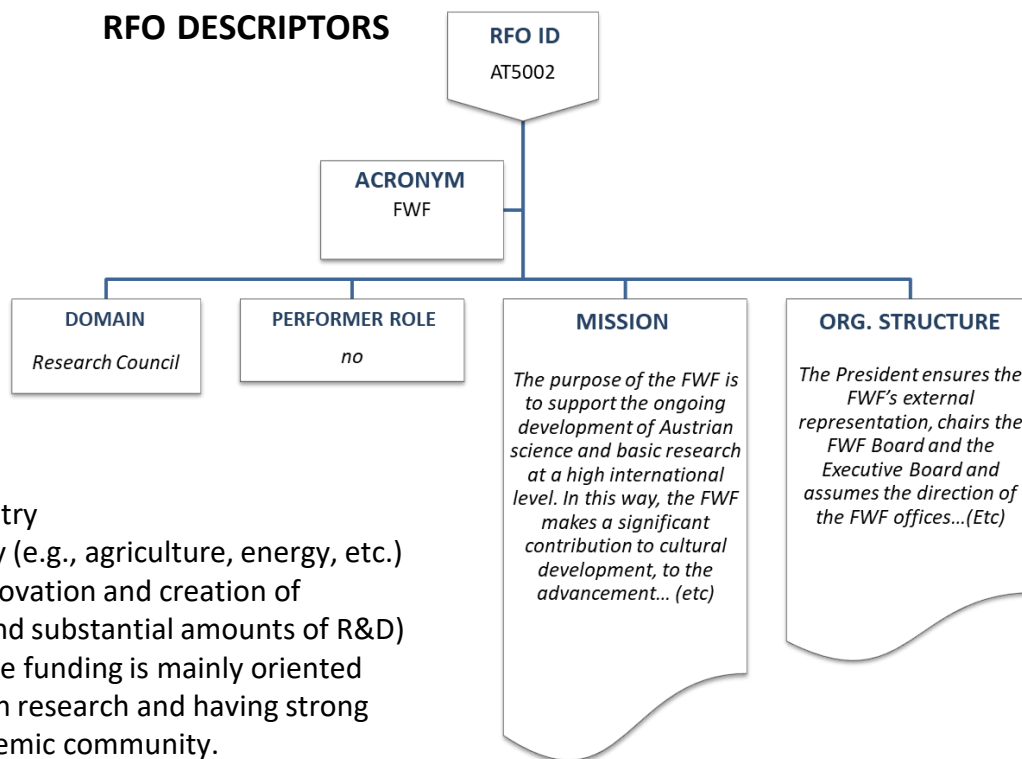 RFO DESCRIPTORS
RFO ID
AT5002
ACRONYM
FWF
DOMAIN
Research Council
PERFORMER ROLE
no
MISSION
The purpose of the FWF is
to support the ongoing
development of Austrian
science and basic research
at a high international
level. In this way, the FWF
makes a significant
contribution to cultural
development, to the
advancement... (etc)
ORG. STRUCTURE
The President ensures the
FWF's external
representation, chairs the
FWF Board and the
Executive Board and
assumes the direction of
the FWF offices...(Etc)
try
y (e.g., agriculture, energy, etc.)
ovation and creation of
nd substantial amounts of R&D)
e funding is mainly oriented
n research and having strong
emic community.